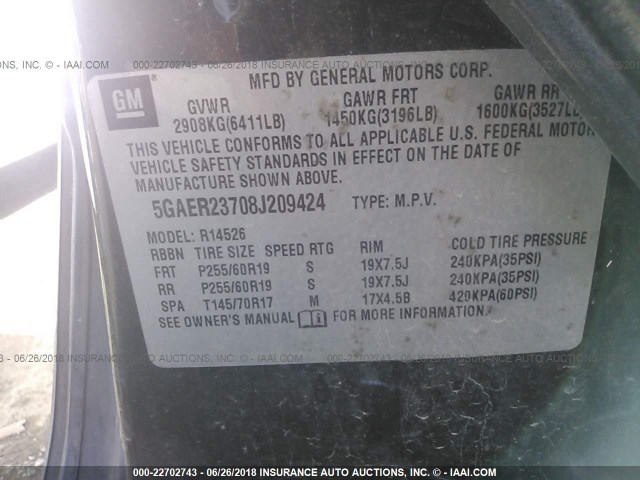 000-22702743 - 06/26/2018 INSURANCE AUTO AUCTIONS, INC. - © - IAAI.COM
GM
®
MFD BY GENERAL MOTORS CORP.
GVWR GAWR FRT GAWR RR
2908KG(6411LB) 1450KG(3196LB) 1600KG(3527LB)
THIS VEHICLE CONFORMS TO ALL APPLICABLE U.S. FEDERAL MOTOR
VEHICLE SAFETY STANDARDS IN EFFECT ON THE DATE OF
MANUFACTURE SHOWN ABOVE.
5GAER23708J209424 TYPE: M.P.V.
MODEL: R14526
RBBN TIRE SIZE SPEED RTG RIM COLD TIRE PRESSURE
FRT P255/60R19 S 19X7.5J 240KPA(35PSI)
RR P255/60R19 S 19X7.5J 240KPA(35PSI)
SPA T145/70R17 M 17X4.5B 420KPA(60PSI)
SEE OWNER'S MANUAL FOR MORE INFORMATION.
000-22702743 - 06/26/2018 INSURANCE AUTO AUCTIONS, INC. - © - IAAI.COM